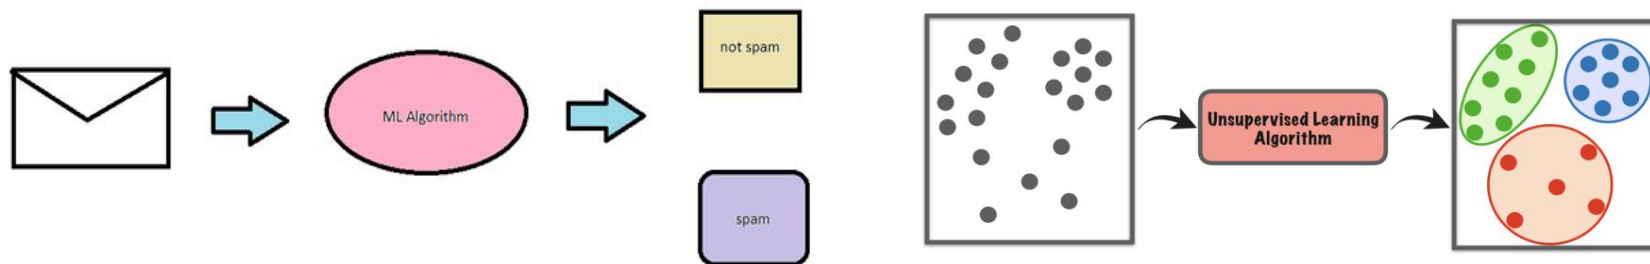 ML Algorithm
not spam
spam
Unsupervised Learning
Algorithm